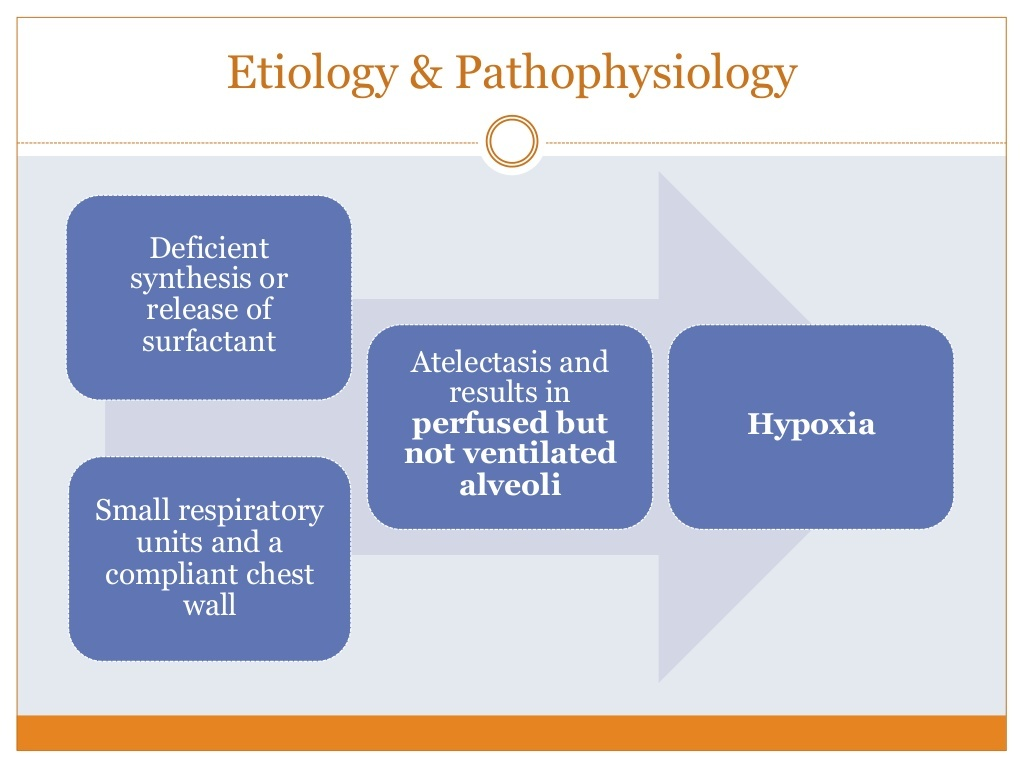 Etiology & Pathophysiology
Deficient
synthesis or
release of
surfactant
Small respiratory
units and a
compliant chest
wall
Atelectasis and
results in
perfused but
not ventilated
alveoli
Hypoxia